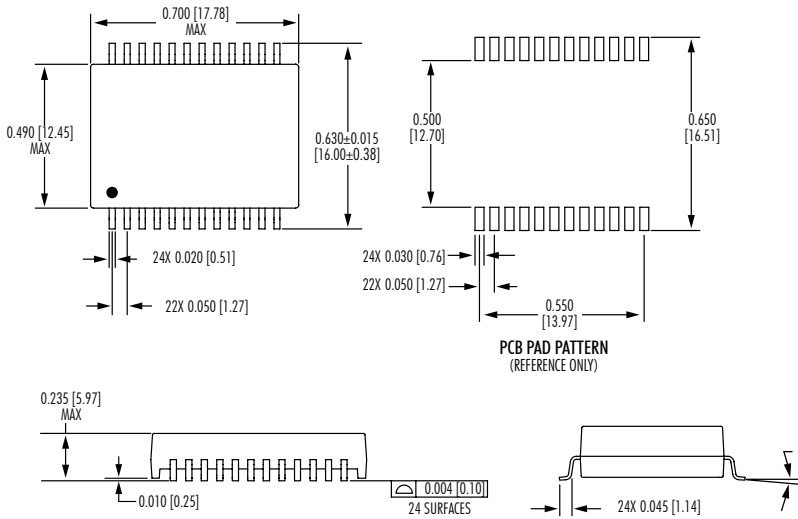 0.700 [17.78]
MAX
0.490 [12.45]
MAX
0.630±0.015
[16.00±0.38]
24X 0.020 [0.51]
22X 0.050 [1.27]
0.500
[12.70]
0.650
[16.51]
24X 0.030 [0.76]
22X 0.050 [1.27]
0.550
[13.97]
PCB PAD PATTERN
(REFERENCE ONLY)
0.235 [5.97]
MAX
0.010 [0.25]
0.004 [0.10]
24 SURFACES
24X 0.045 [1.14]